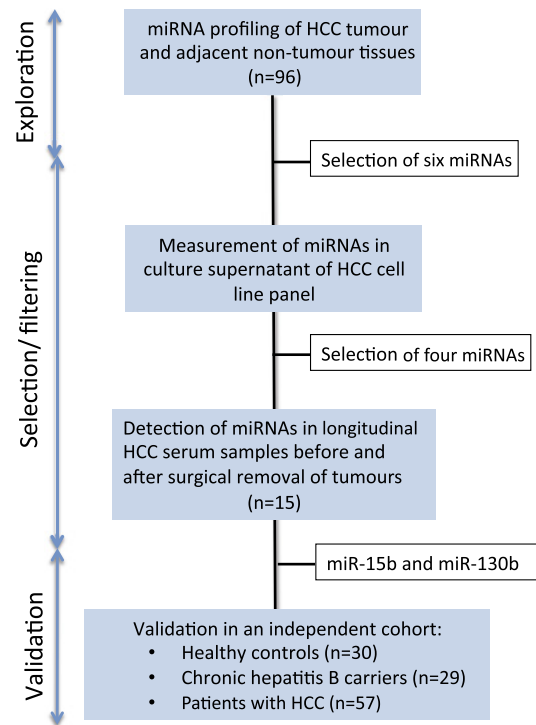 Exploration
miRNA profiling of HCC tumour
and adjacent non-tumour tissues
(n=96)
Selection of six miRNAs
Selection/ filtering
Measurement of miRNAs in
culture supernatant of HCC cell
line panel
Selection of four miRNAs
Detection of miRNAs in longitudinal
HCC serum samples before and
after surgical removal of tumours
(n=15)
miR-15b and miR-130b
Validation
Validation in an independent cohort:
• Healthy controls (n=30)
• Chronic hepatitis B carriers (n=29)
• Patients with HCC (n=57)